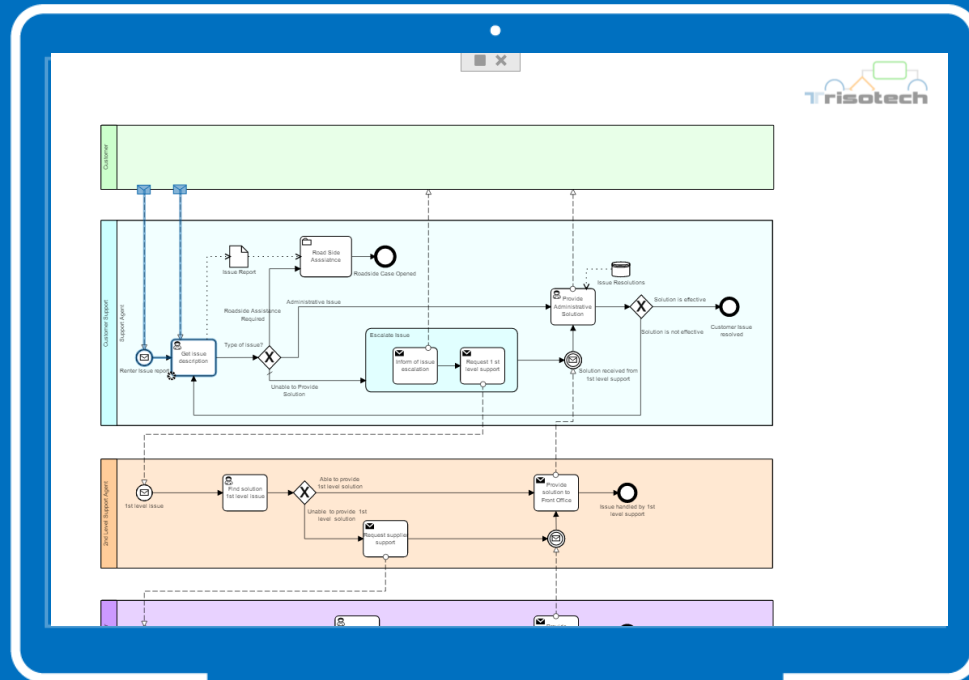 Trisotech
Customer
Customer Support
Support Agent
Issue Report
Road Side
Assistance
Roadside Case Opened
Issue Resolutions
Administrative Issue
Roadside Assistance
Required
Provide
Administrative
Solution
Solution is effective
Customer Issue
resolved
Solution is not effective
Escalate Issue
Type of Issue?
Get issue
description
Renter Issue report
Inform of issue
escalation
Request 1 st
level support
Solution received from
1st level support
Unable to Provide
Solution
2nd Level Support Agent
1st level issue
Find solution
1st level issue
Able to provide
1st level solution
Unable to provide 1st
level solution
Request supplier
support
Provide
solution to
Front Office
Issue handled by 1st
level support